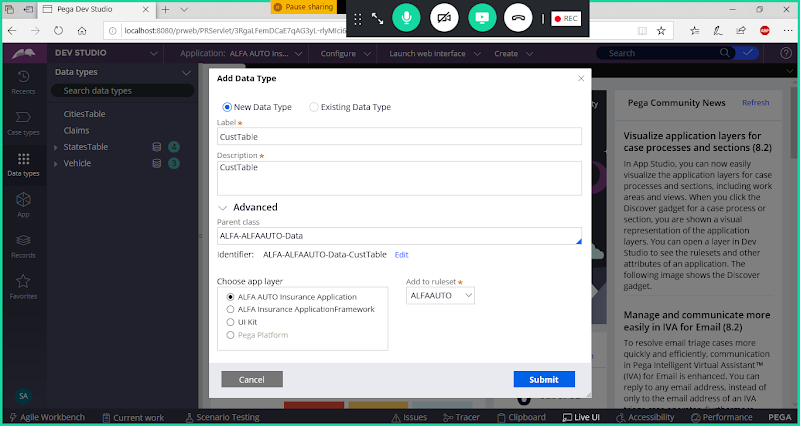 Pause sharing
Pega Dev Studio
REC
localhost:8080/prweb/PRServlet/3RgaLFemDCaE7qAG3yL-rlyMIci6
DEV STUDIO
Application: ALFA AUTO Ins...
Configure
Launch web interface
Create
Search
Recents
Case types
Data types
App
Records
Favorites
SA
Data types
Search data types
CitiesTable
Claims
StatesTable 4
Vehicle 3
Add Data Type
New Data Type
Existing Data Type
Label *
CustTable
Description *
CustTable
Advanced
Parent class
ALFA-ALFAAUTO-Data
Identifier: ALFA-ALFAAUTO-Data-CustTable Edit
Choose app layer
Add to ruleset *
ALFA AUTO Insurance Application
ALFAAUTO
ALFA Insurance ApplicationFramework
UI Kit
Pega Platform
Cancel
Submit
Pega Community News
Refresh
Visualize application layers for
case processes and sections (8.2)
In App Studio, you can now easily
visualize the application layers for case
processes and sections, including work
areas and views. When you click the
Discover gadget for a case process or
section, you are shown a visual
representation of the application
layers. You can open a layer in Dev
Studio to see the rulesets and other
attributes of an application. The
following image shows the Discover
gadget.
Manage and communicate more
easily in IVA for Email (8.2)
To resolve email triage cases more
quickly and efficiently, communication
in Pega Intelligent Virtual Assistant™
(IVA) for Email is enhanced. You can
reply to any email address, instead of
only to the email address of an IVA
Agile Workbench
Current work
Scenario Testing
Issues
Tracer
Clipboard
Live UI
Accessibility
Performance
PEGA